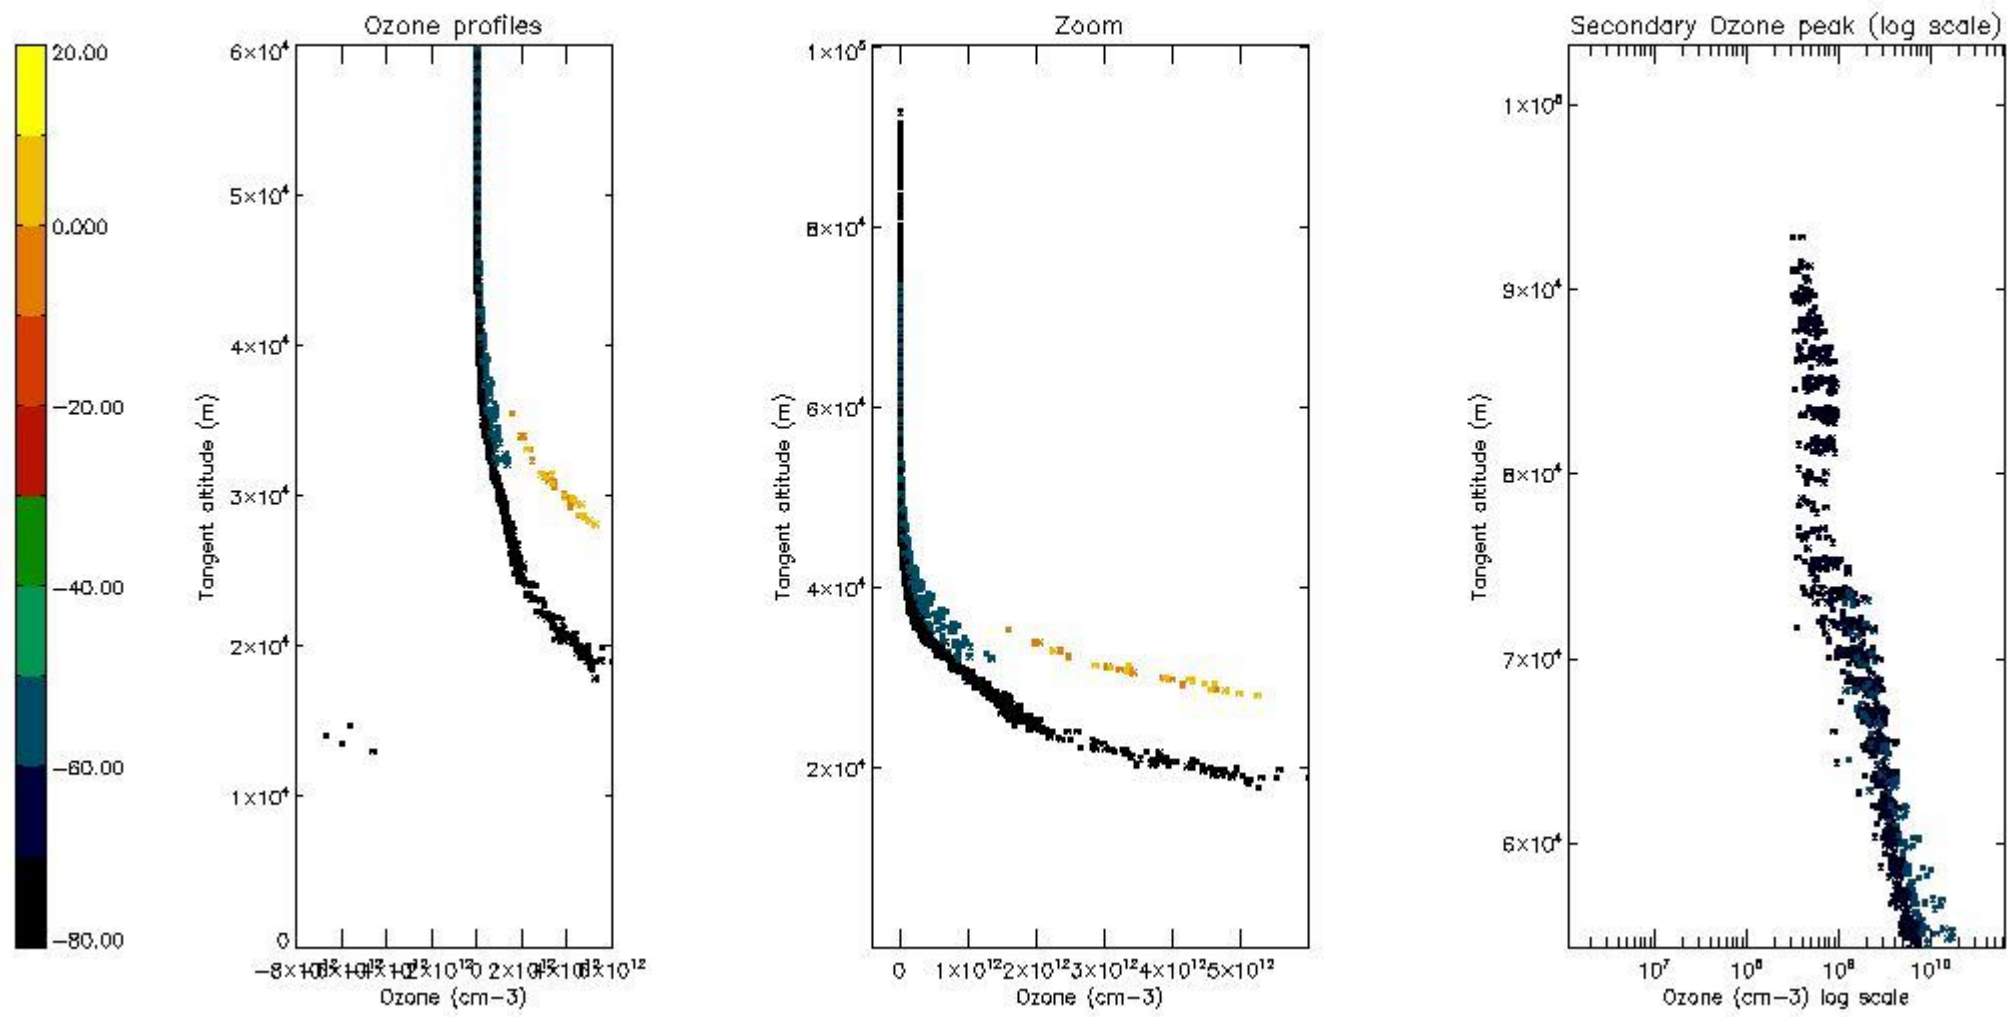 Ozone profiles
Zoom
Secondary Ozone peak (log scale)
20.00
0.000
−20.00
−40.00
−60.00
−80.00
6×10⁴
5×10⁴
4×10⁴
3×10⁴
2×10⁴
1×10⁴
0
Tangent altitude (m)
0 2×10¹² 4×10¹² 6×10¹²
Ozone (cm−3)
1×10⁵
8×10⁴
6×10⁴
4×10⁴
2×10⁴
Tangent altitude (m)
0 1×10¹² 2×10¹² 3×10¹² 4×10¹² 5×10¹²
Ozone (cm−3)
1×10⁵
9×10⁴
8×10⁴
7×10⁴
6×10⁴
Tangent altitude (m)
10⁷ 10⁸ 10⁹ 10¹⁰
Ozone (cm−3) log scale